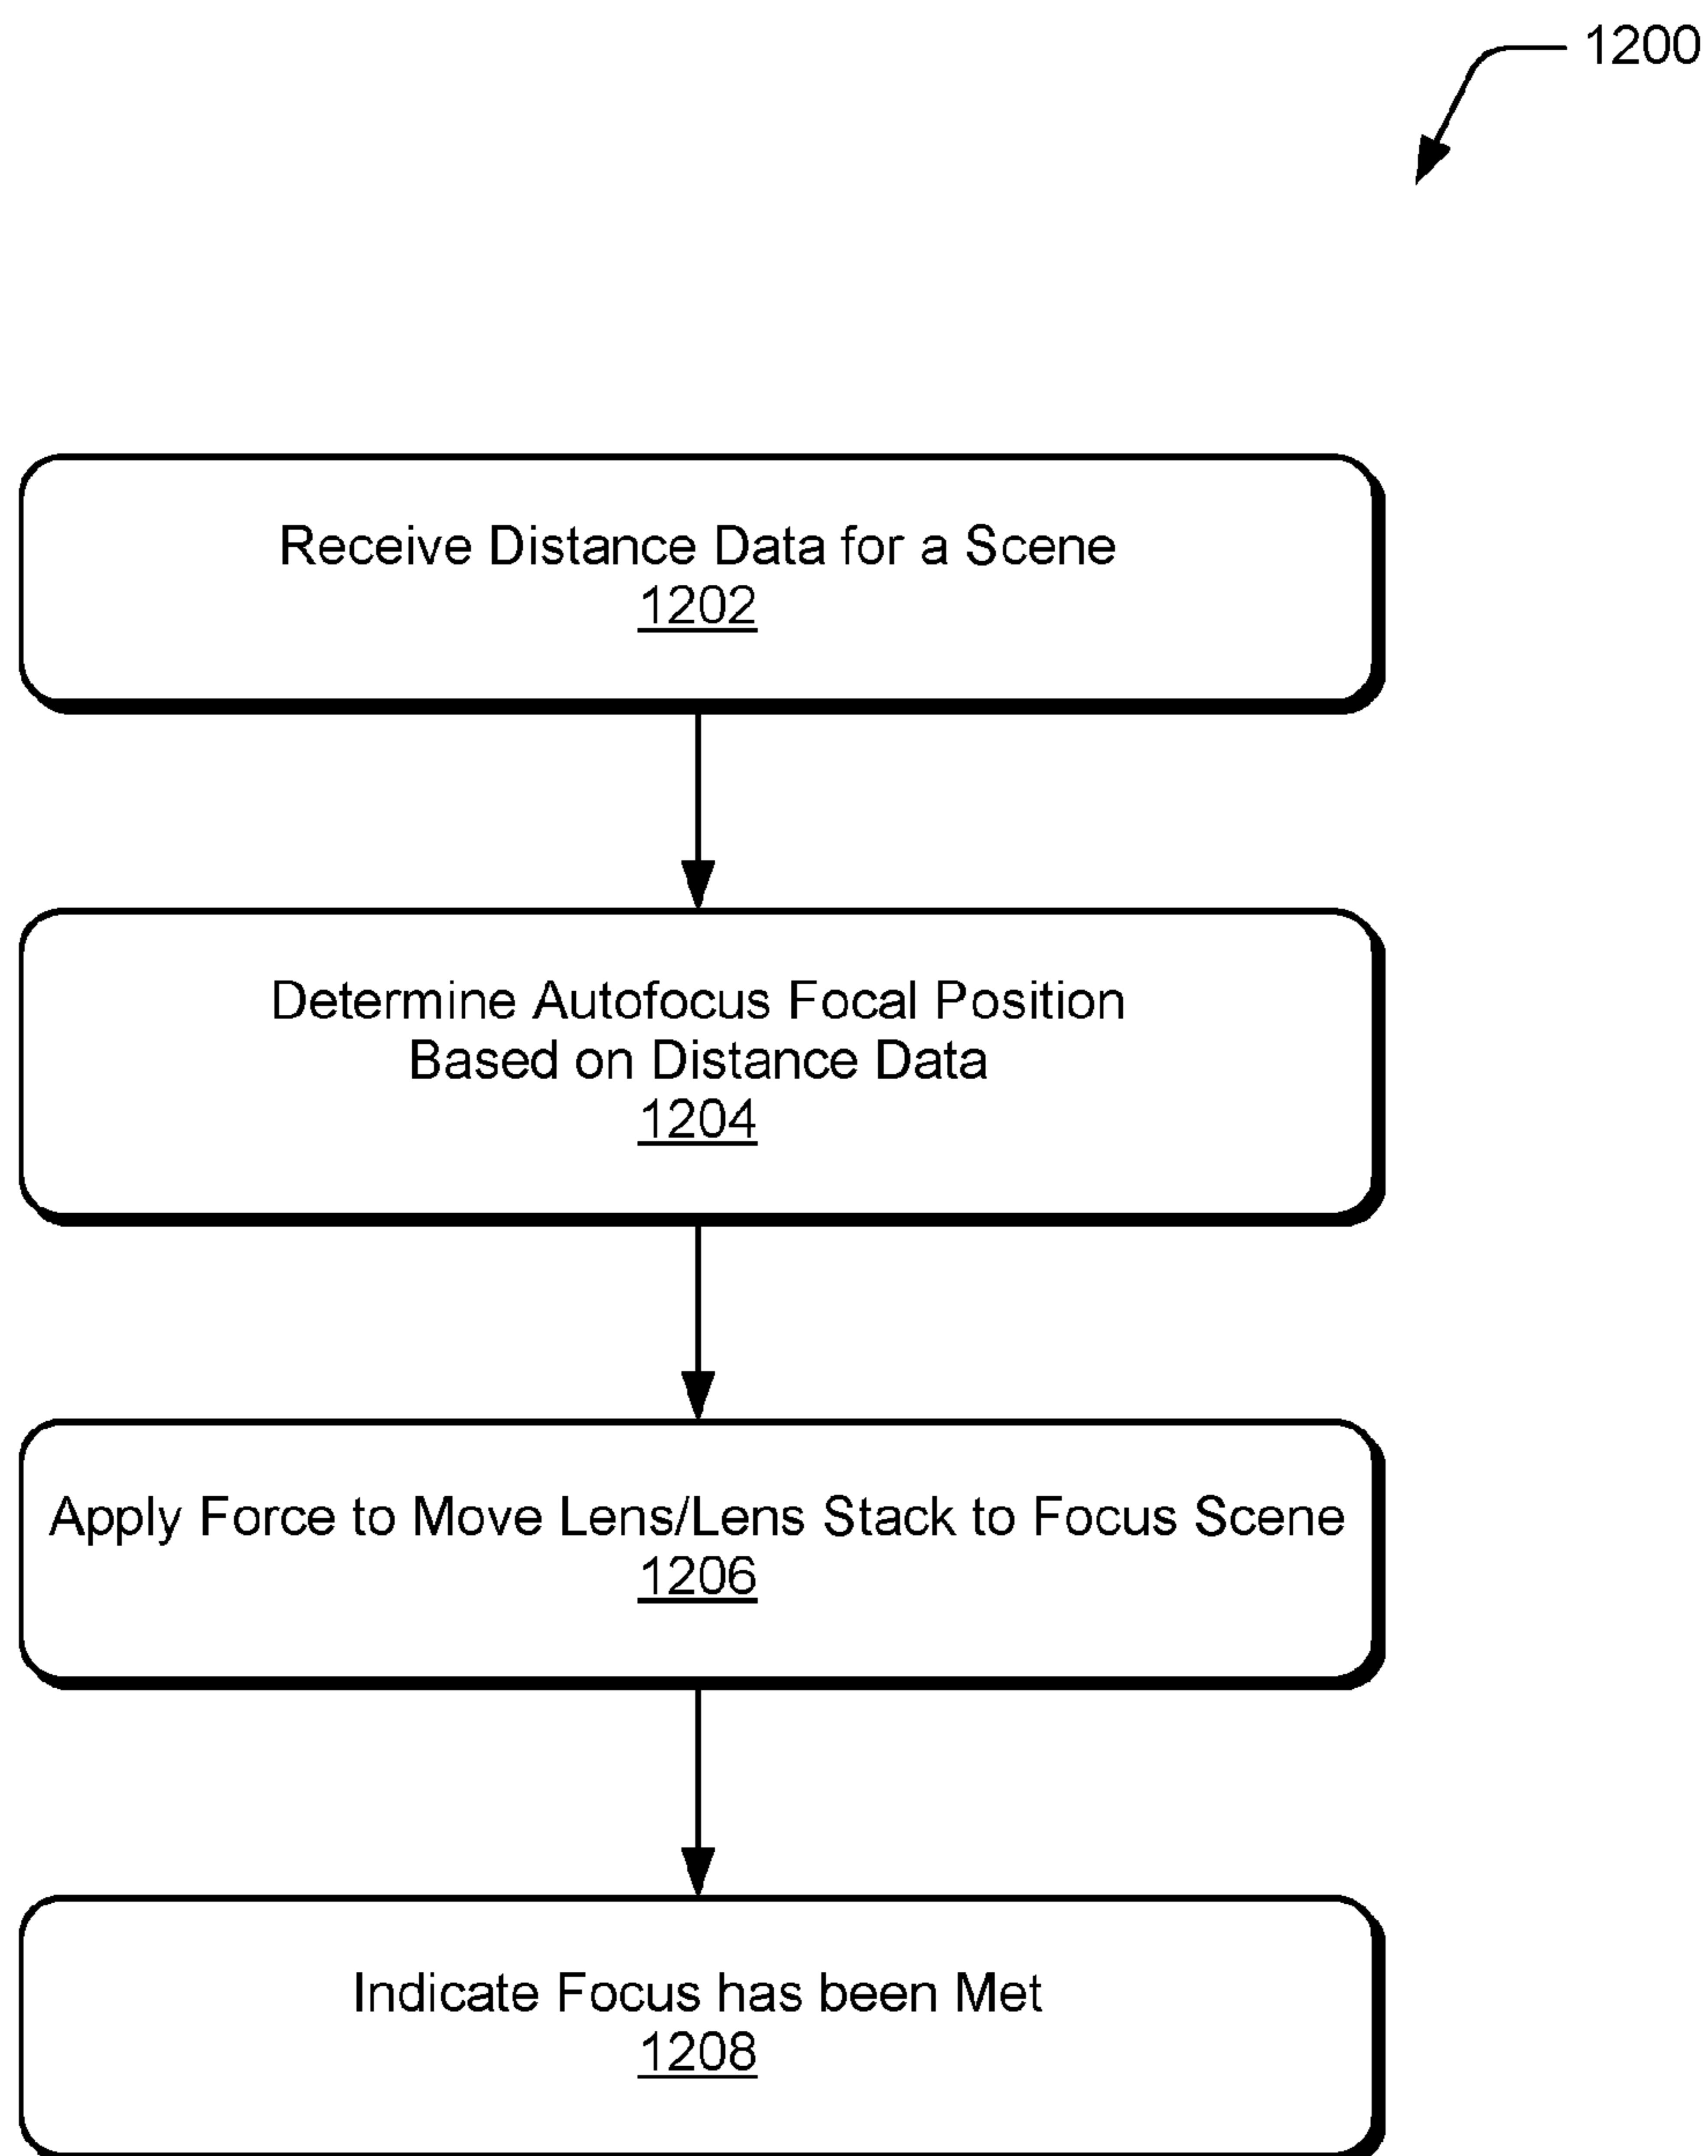 1200
Receive Distance Data for a Scene
1202
Determine Autofocus Focal Position
Based on Distance Data
1204
Apply Force to Move Lens/Lens Stack to Focus Scene
1206
Indicate Focus has been Met
1208